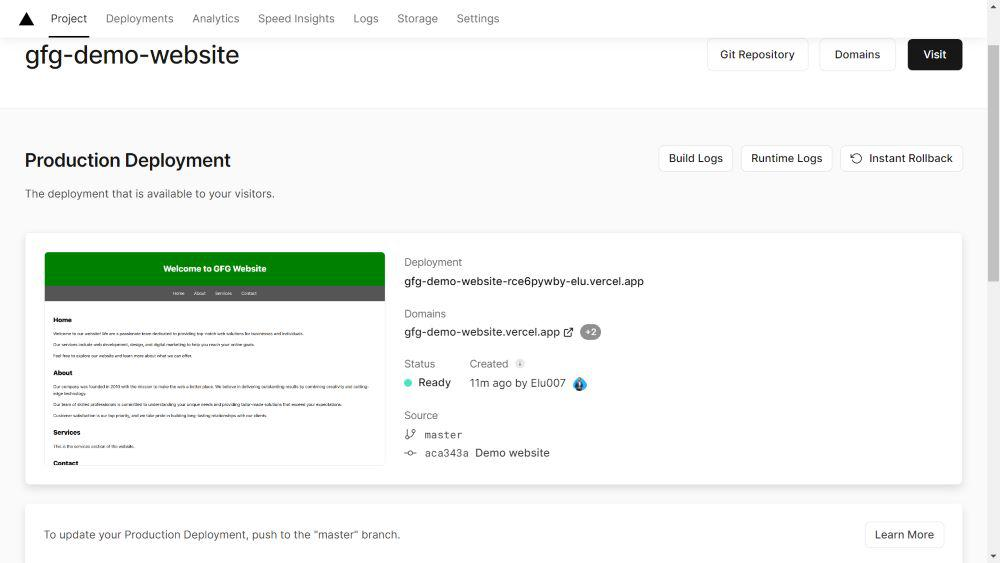 Project Deployments Analytics Speed Insights Logs Storage Settings
gfg-demo-website
Git Repository Domains Visit
Production Deployment
Build Logs Runtime Logs Instant Rollback
The deployment that is available to your visitors.
Welcome to GFG Website
Home About Services Contact
Home
Welcome to our website! We are a passionate team dedicated to providing top-notch web solutions for businesses and individuals.
Our services include web development, design, and digital marketing to help you reach your online goals.
Feel free to explore our website and learn more about what we can offer.
About
Our company was founded in 2010 with the mission to make the web a better place. We believe in delivering outstanding results by combining creativity and cutting-
edge technology.
Our team of skilled professionals is committed to understanding your unique needs and providing tailor-made solutions that exceed your expectations.
Customer satisfaction is our top priority, and we take pride in building long-lasting relationships with our clients.
Services
This is the services section of the website.
Contact
Deployment
gfg-demo-website-rce6pywby-elu.vercel.app
Domains
gfg-demo-website.vercel.app +2
Status Created
Ready 11m ago by Elu007
Source
master
aca343a Demo website
To update your Production Deployment, push to the "master" branch.
Learn More